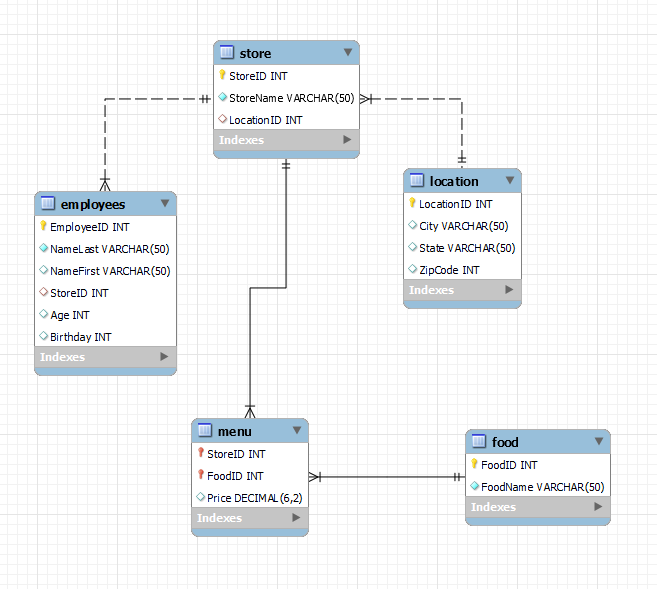 store
StoreID INT
StoreName VARCHAR(50)
LocationID INT
Indexes
location
LocationID INT
City VARCHAR(50)
State VARCHAR(50)
ZipCode INT
Indexes
employees
EmployeeID INT
NameLast VARCHAR(50)
NameFirst VARCHAR(50)
StoreID INT
Age INT
Birthday INT
Indexes
menu
StoreID INT
FoodID INT
Price DECIMAL(6,2)
Indexes
food
FoodID INT
FoodName VARCHAR(50)
Indexes